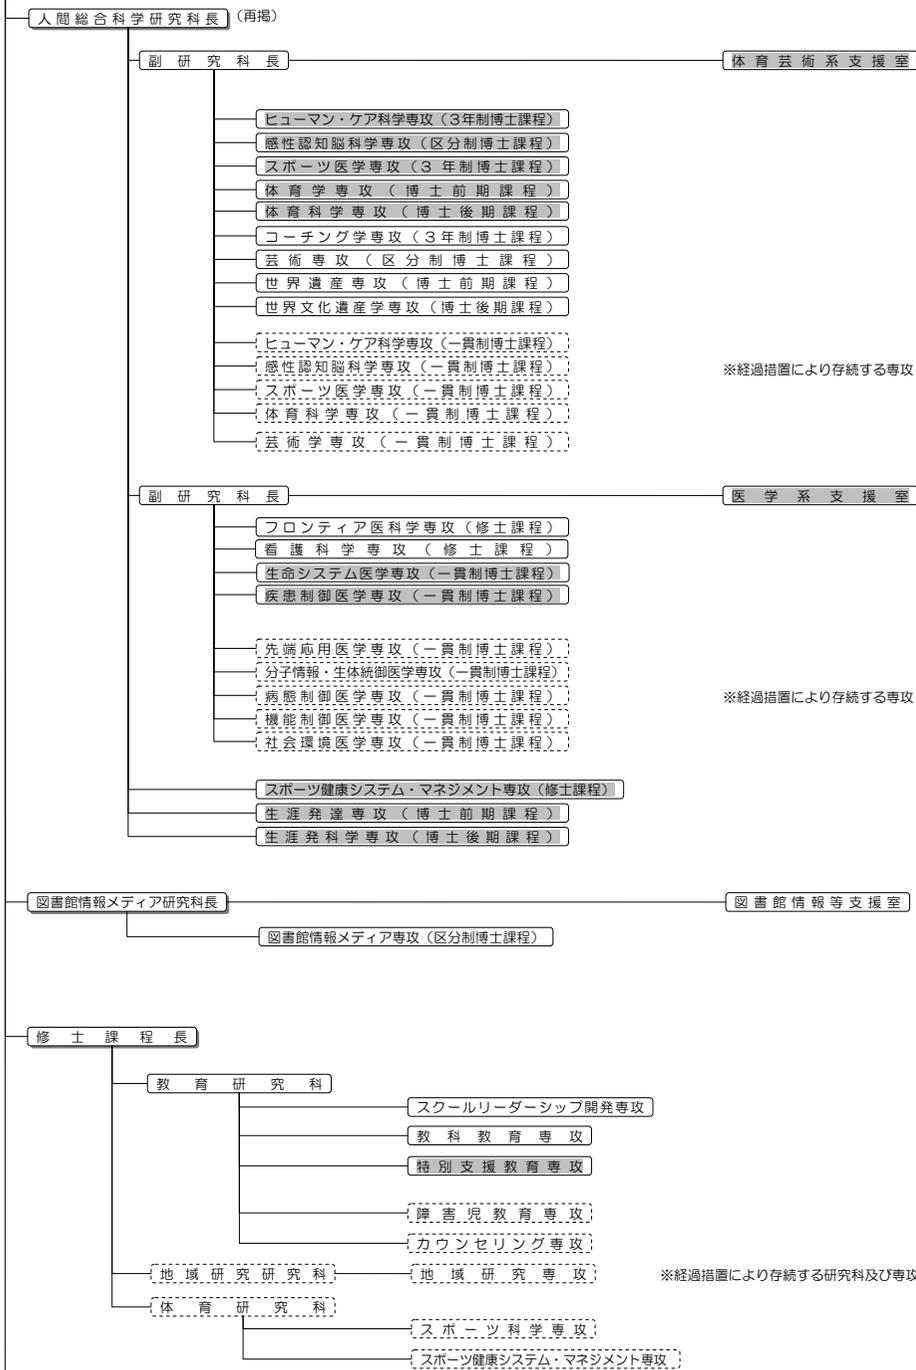 人間総合科学研究科長 （再掲）
副研究科長 体育芸術系支援室
ヒューマン・ケア科学専攻（３年制博士課程）
感性認知脳科学専攻（区分制博士課程）
スポーツ医学専攻（３年制博士課程）
体育学専攻（博士前期課程）
体育科学専攻（博士後期課程）
コーチング学専攻（３年制博士課程）
芸術専攻（区分制博士課程）
世界遺産専攻（博士前期課程）
世界文化遺産学専攻（博士後期課程）
ヒューマン・ケア科学専攻（一貫制博士課程）
感性認知脳科学専攻（一貫制博士課程） ※経過措置により存続する専攻
スポーツ医学専攻（一貫制博士課程）
体育科学専攻（一貫制博士課程）
芸術学専攻（一貫制博士課程）
副研究科長 医学系支援室
フロンティア医科学専攻（修士課程）
看護科学専攻（修士課程）
生命システム医学専攻（一貫制博士課程）
疾患制御医学専攻（一貫制博士課程）
先端応用医学専攻（一貫制博士課程）
分子情報・生体統御医学専攻（一貫制博士課程）
病態制御医学専攻（一貫制博士課程） ※経過措置により存続する専攻
機能制御医学専攻（一貫制博士課程）
社会環境医学専攻（一貫制博士課程）
スポーツ健康システム・マネジメント専攻（修士課程）
生涯発達専攻（博士前期課程）
生涯発科学専攻（博士後期課程）
図書館情報メディア研究科長 図書館情報等支援室
図書館情報メディア専攻（区分制博士課程）
修士課程長
教育研究科
スクールリーダーシップ開発専攻
教科教育専攻
特別支援教育専攻
障害児教育専攻
カウンセリング専攻
地域研究研究科 地域研究専攻 ※経過措置により存続する研究科及び専攻
体育研究科
スポーツ科学専攻
スポーツ健康システム・マネジメント専攻